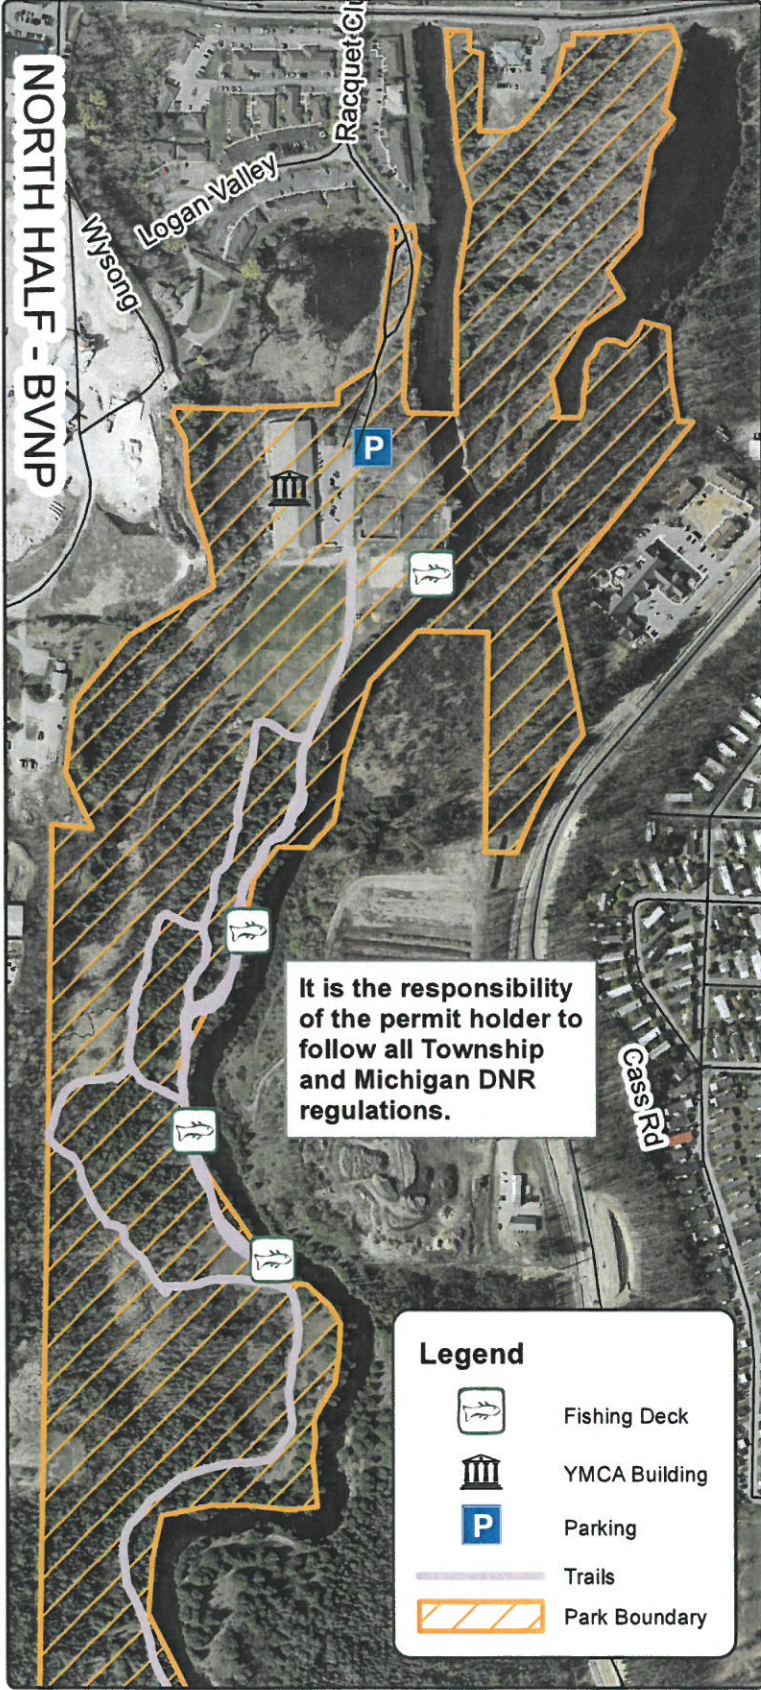 Racquet Cl
Logan Valley
Wysong
NORTH HALF - BVNP
P
It is the responsibility
of the permit holder to
follow all Township
and Michigan DNR
regulations.
Cass Rd
Legend
Fishing Deck
YMCA Building
P Parking
Trails
Park Boundary